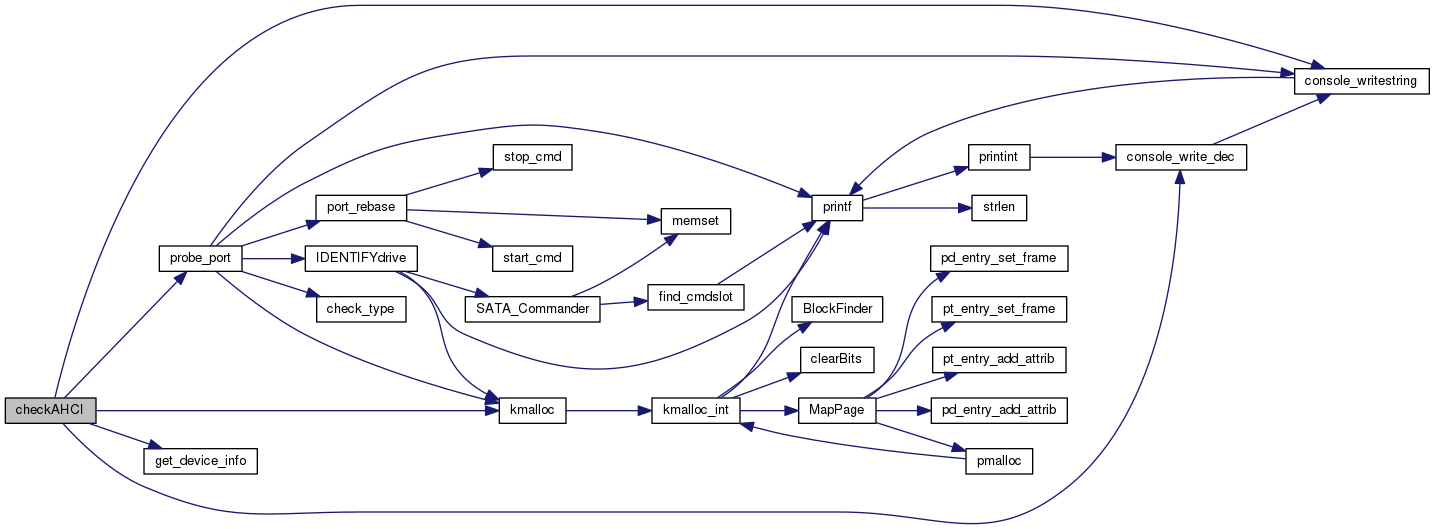 console_writestring
stop_cmd
printint
console_write_dec
port_rebase
memset
printf
strlen
probe_port
IDENTIFYdrive
start_cmd
pd_entry_set_frame
check_type
SATA_Commander
find_cmdslot
BlockFinder
pt_entry_set_frame
clearBits
pt_entry_add_attrib
checkAHCI
kmalloc
kmalloc_int
MapPage
pd_entry_add_attrib
get_device_info
pmalloc